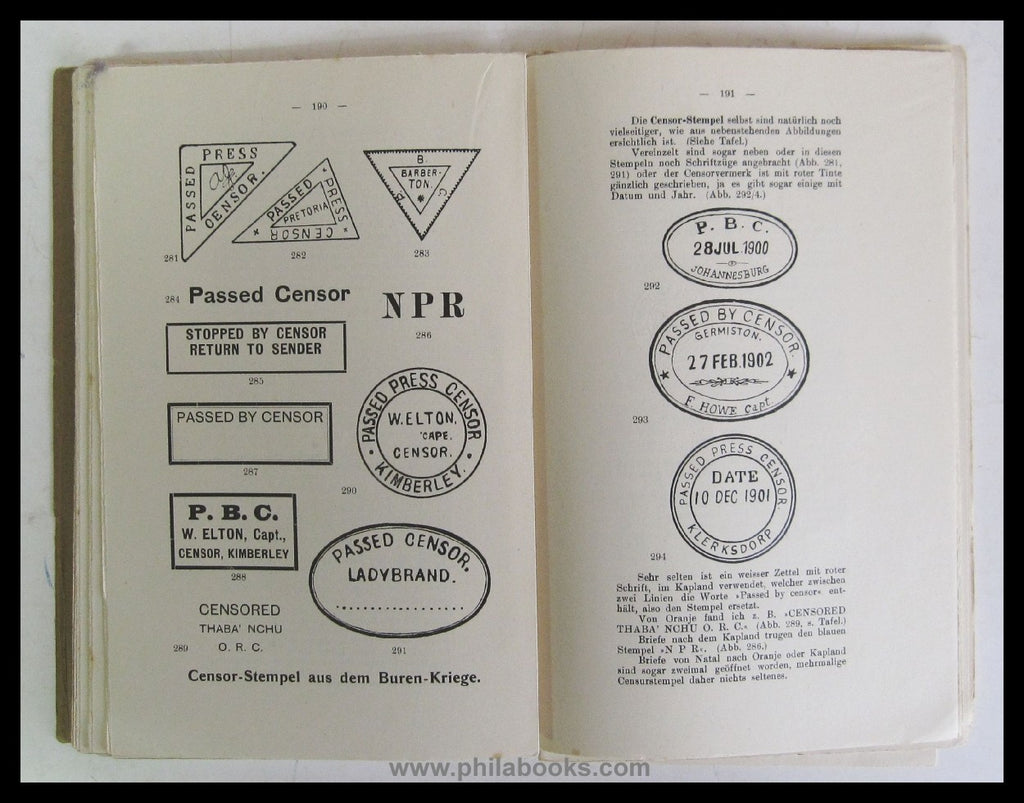 — 190 —
PASSED
PRESS
CENSOR.
281
PASSED
PRESS
CENSOR
PRETORIA
282
B.
BARBER-
TON.
C.
P.
283
284 Passed Censor
NPR
286
STOPPED BY CENSOR
RETURN TO SENDER
285
PASSED BY CENSOR
287
PASSED PRESS CENSOR
W. ELTON,
CAPE.
CENSOR.
KIMBERLEY.
290
P. B. C.
W. ELTON, Capt.,
CENSOR, KIMBERLEY
288
PASSED CENSOR.
LADYBRAND.
291
CENSORED
THABA' NCHU
289 O. R. C.
Censor-Stempel aus dem Buren-Kriege.
— 191 —
Die Censor-Stempel selbst sind natürlich noch
vielseitiger, wie aus nebenstehenden Abbildungen
ersichtlich ist. (Siehe Tafel.)
Vereinzelt sind sogar neben oder in diesen
Stempeln noch Schriftzüge angebracht (Abb. 281,
291) oder der Censorvermerk ist mit roter Tinte
gänzlich geschrieben, ja es gibt sogar einige mit
Datum und Jahr. (Abb. 292/4.)
P. B. C.
28 JUL 1900
JOHANNESBURG
292
PASSED BY CENSOR.
GERMISTON.
27 FEB. 1902
F. HOWE Capt
293
PASSED PRESS CENSOR
DATE
10 DEC 1901
KLERKSDORP
294
Sehr selten ist ein weisser Zettel mit roter
Schrift, im Kapland verwendet, welcher zwischen
zwei Linien die Worte »Passed by censor« ent-
hält, also den Stempel ersetzt.
Von Oranje fand ich z. B. »CENSORED
THABA' NCHU O. R. C.« (Abb. 289, s. Tafel.)
Briefe nach dem Kapland trugen den blauen
Stempel »N P R«. (Abb. 286.)
Briefe von Natal nach Oranje oder Kapland
sind sogar zweimal geöffnet worden, mehrmalige
Censurstempel daher nichts seltenes.
www.philabooks.com